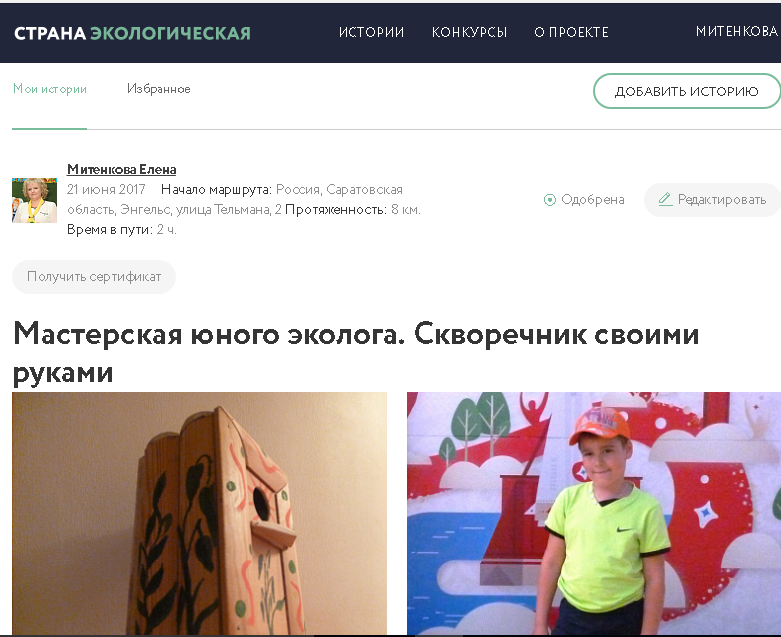 СТРАНА ЭКОЛОГИЧЕСКАЯ
ИСТОРИИ КОНКУРСЫ О ПРОЕКТЕ
МИТЕНКОВА
Мои истории Избранное
ДОБАВИТЬ ИСТОРИЮ
Митенкова Елена
21 июня 2017 Начало маршрута: Россия, Саратовская
область, Энгельс, улица Тельмана, 2 Протяженность: 8 км.
Время в пути: 2 ч.
Одобрена
Редактировать
Получить сертификат
Мастерская юного эколога. Скворечник своими
руками